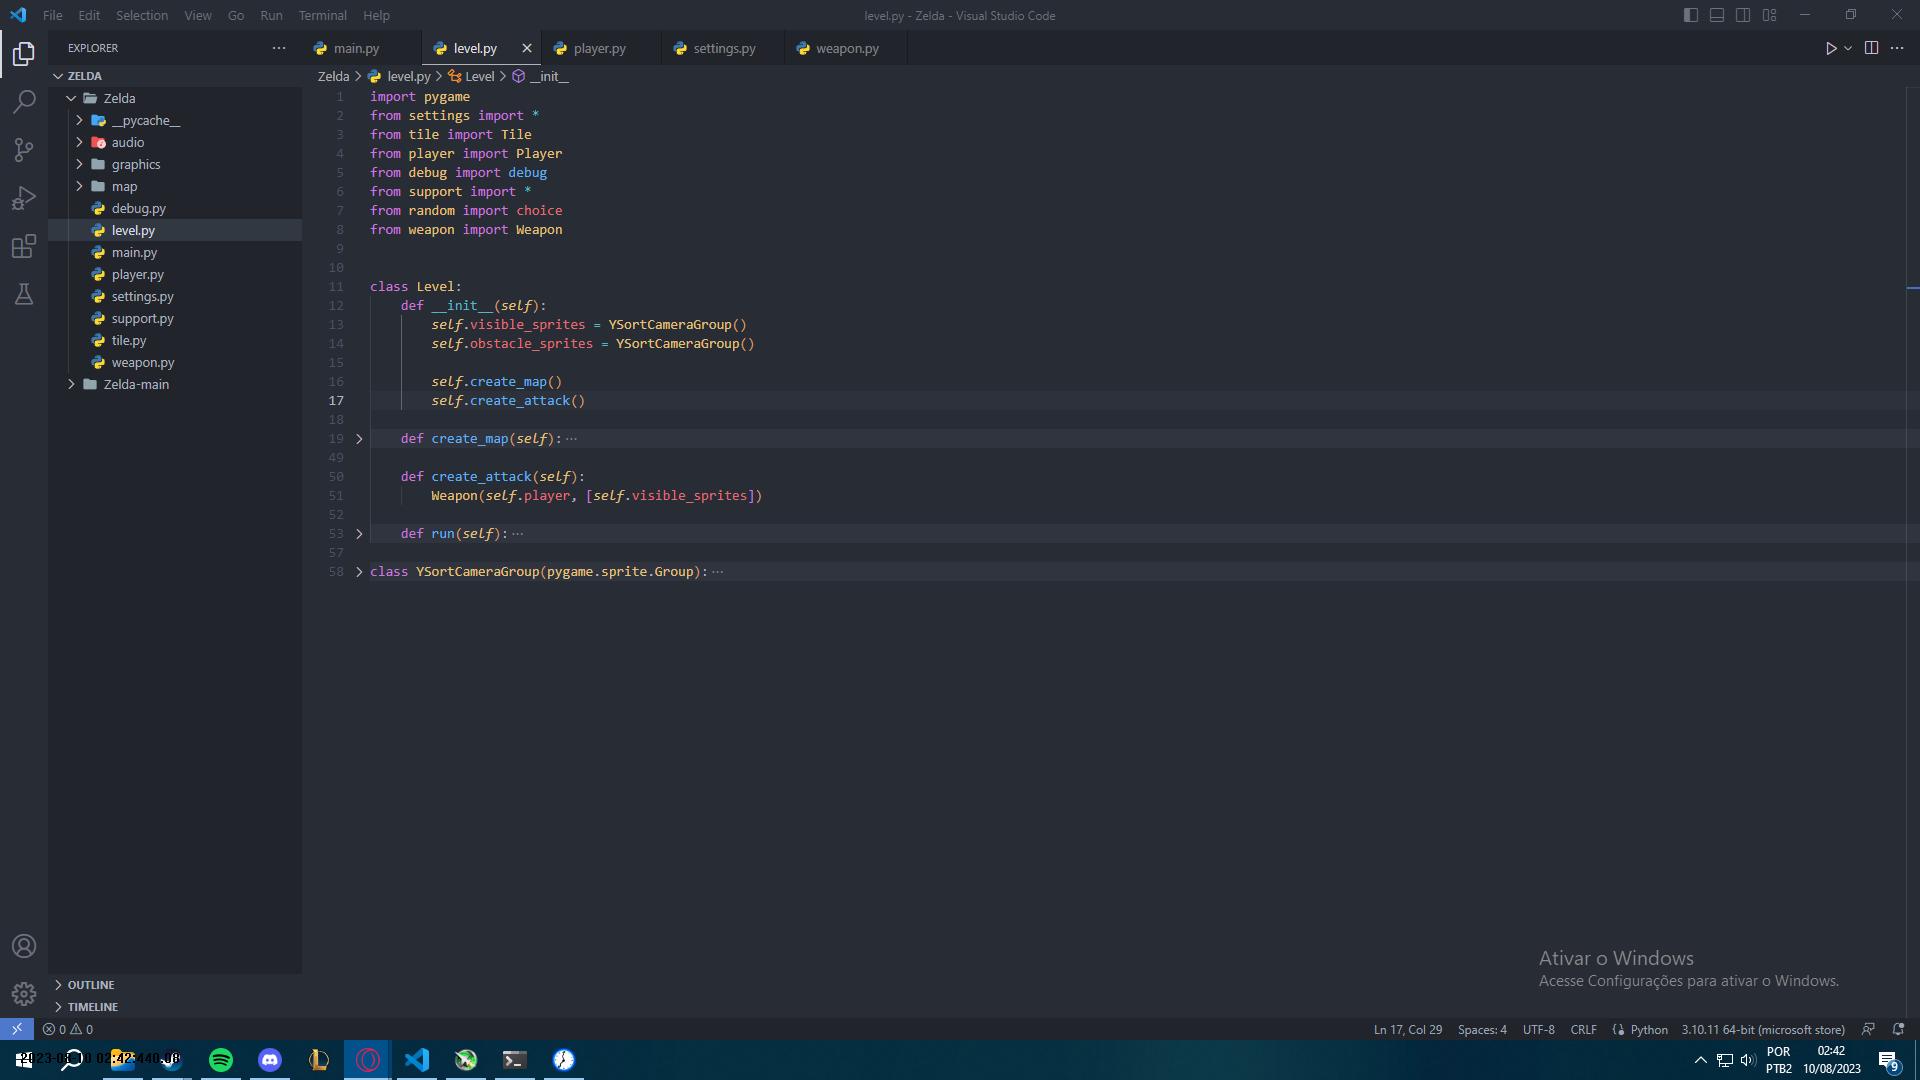 File Edit Selection View Go Run Terminal Help
level.py - Zelda - Visual Studio Code
EXPLORER
main.py
level.py
player.py
settings.py
weapon.py
ZELDA
Zelda
__pycache__
audio
graphics
map
debug.py
level.py
main.py
player.py
settings.py
support.py
tile.py
weapon.py
Zelda-main
OUTLINE
TIMELINE
Zelda > level.py > Level > __init__
1 import pygame
2 from settings import *
3 from tile import Tile
4 from player import Player
5 from debug import debug
6 from support import *
7 from random import choice
8 from weapon import Weapon
9
10
11 class Level:
12 def __init__(self):
13 self.visible_sprites = YSortCameraGroup()
14 self.obstacle_sprites = YSortCameraGroup()
15
16 self.create_map()
17 self.create_attack()
18
19 def create_map(self): ···
49
50 def create_attack(self):
51 Weapon(self.player, [self.visible_sprites])
52
53 def run(self): ···
57
58 class YSortCameraGroup(pygame.sprite.Group): ···
Ativar o Windows
Acesse Configurações para ativar o Windows.
0 0
Ln 17, Col 29 Spaces: 4 UTF-8 CRLF Python 3.10.11 64-bit (microsoft store)
POR
PTB2
02:42
10/08/2023
9